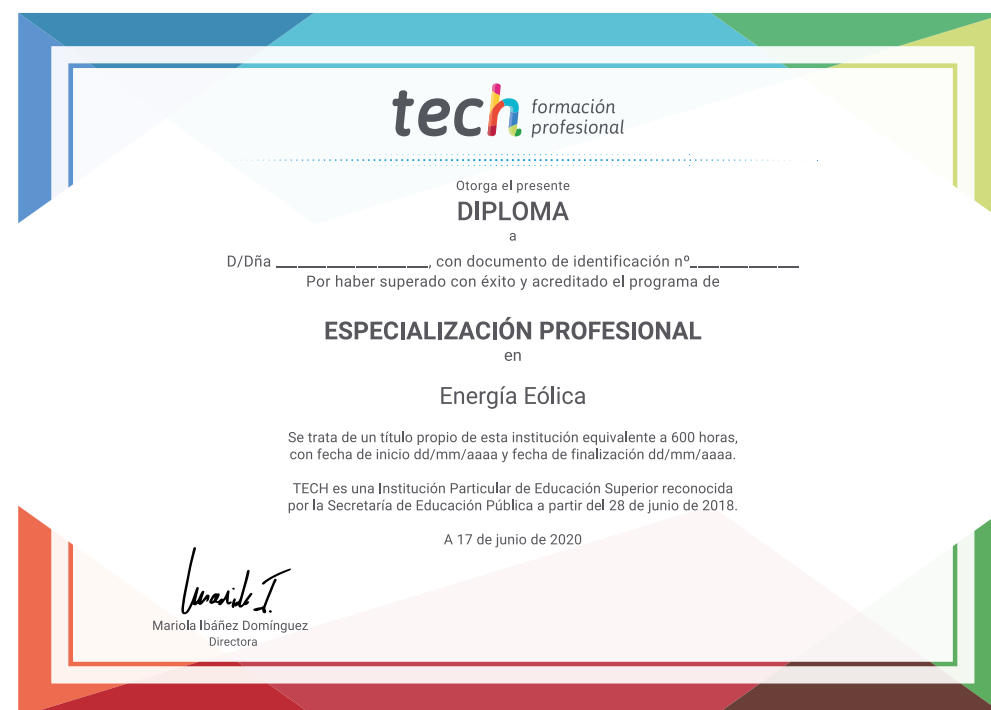 tech formación
profesional
Otorga el presente
DIPLOMA
a
D/Dña ____________________, con documento de identificación nº______________
Por haber superado con éxito y acreditado el programa de
ESPECIALIZACIÓN PROFESIONAL
en
Energía Eólica
Se trata de un título propio de esta institución equivalente a 600 horas,
con fecha de inicio dd/mm/aaaa y fecha de finalización dd/mm/aaaa.
TECH es una Institución Particular de Educación Superior reconocida
por la Secretaría de Educación Pública a partir del 28 de junio de 2018.
A 17 de junio de 2020
Mariola Ibáñez Domínguez
Directora